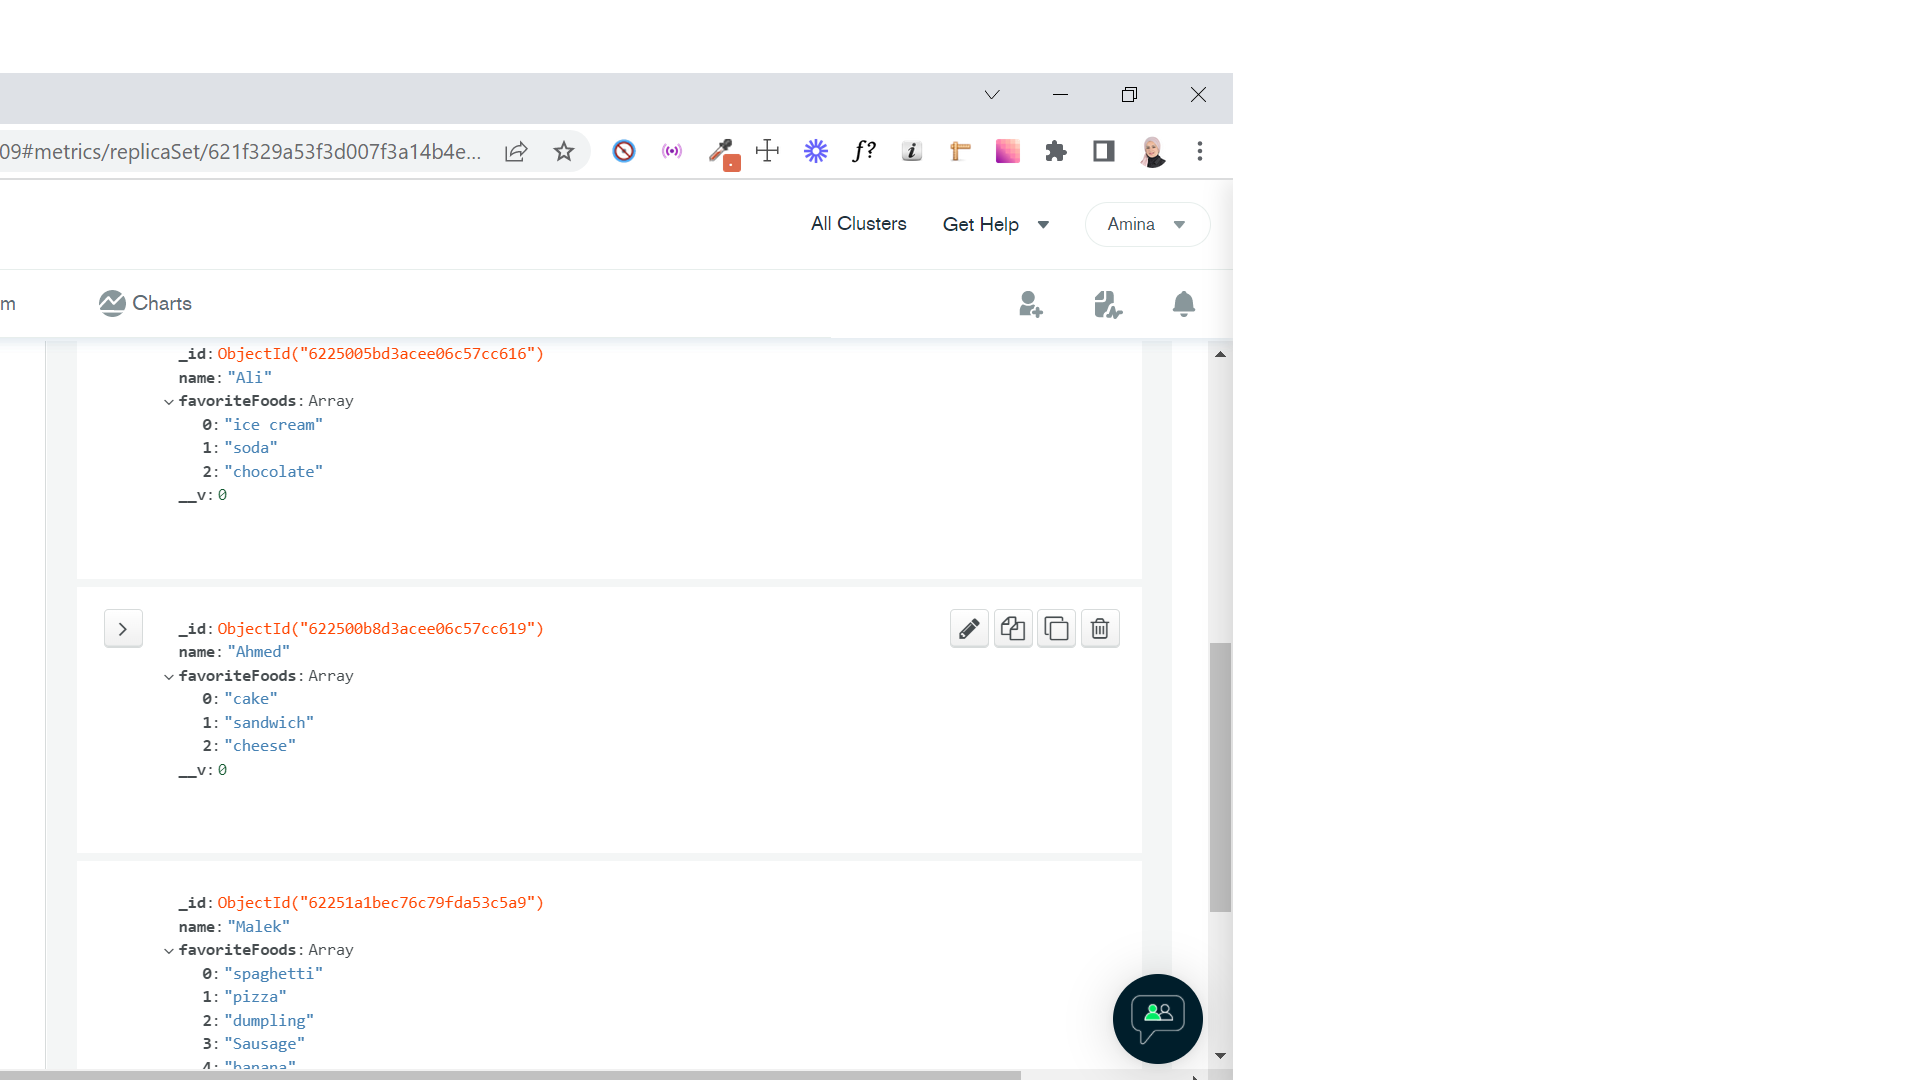 09#metrics/replicaSet/621f329a53f3d007f3a14b4e...
f?
i
All Clusters
Get Help
Amina
m
Charts
_id: ObjectId("6225005bd3acee06c57cc616")
name: "Ali"
favoriteFoods: Array
0: "ice cream"
1: "soda"
2: "chocolate"
__v: 0
_id: ObjectId("622500b8d3acee06c57cc619")
name: "Ahmed"
favoriteFoods: Array
0: "cake"
1: "sandwich"
2: "cheese"
__v: 0
_id: ObjectId("62251a1bec76c79fda53c5a9")
name: "Malek"
favoriteFoods: Array
0: "spaghetti"
1: "pizza"
2: "dumpling"
3: "Sausage"
4: "banana"